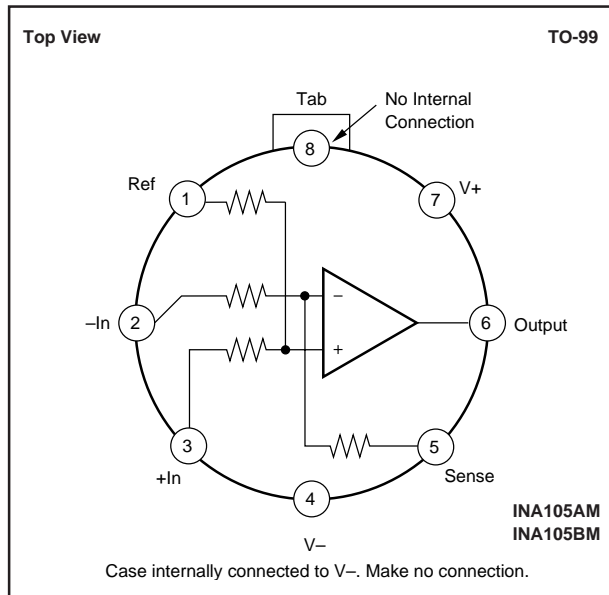 Top View
TO-99
Tab
No Internal
Connection
8
Ref
1
7
V+
2
–In
–
+
6
Output
3
+In
5
Sense
4
V–
INA105AM
INA105BM
Case internally connected to V–. Make no connection.